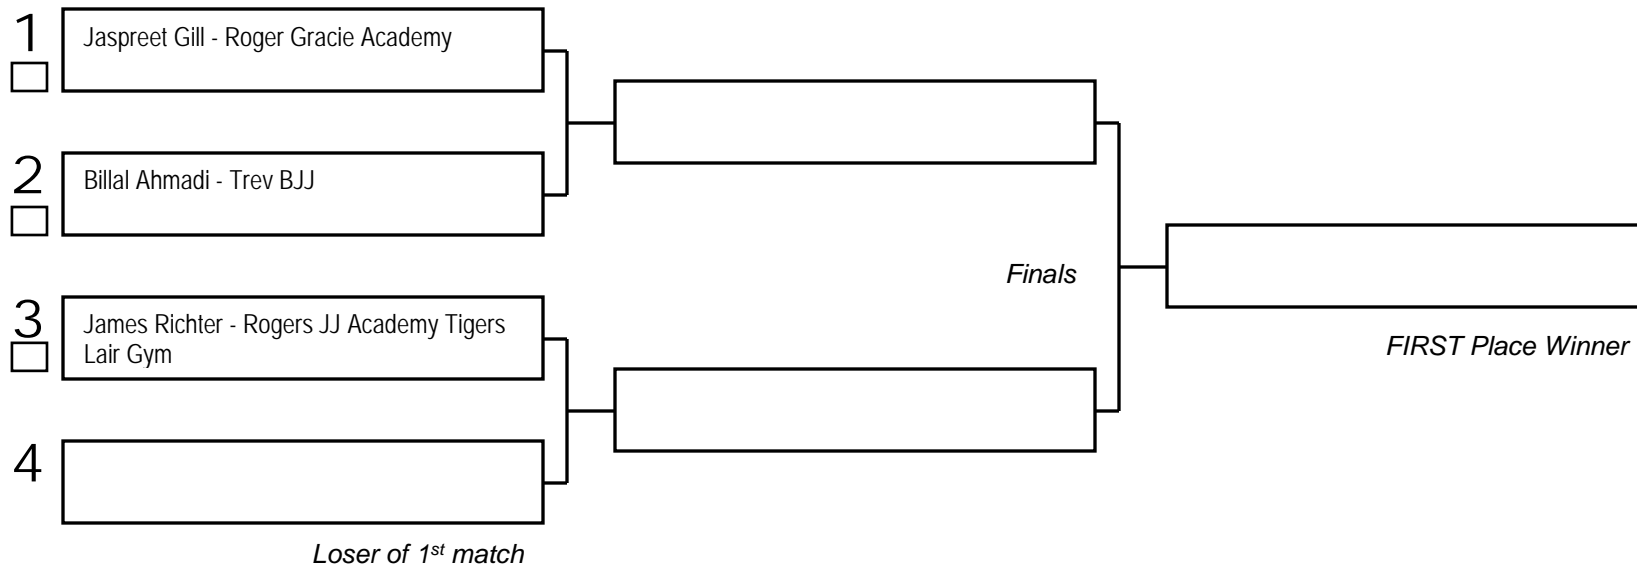 1
Jaspreet Gill - Roger Gracie Academy
2
Billal Ahmadi - Trev BJJ
Finals
3
James Richter - Rogers JJ Academy Tigers
Lair Gym
FIRST Place Winner
4
Loser of 1st match